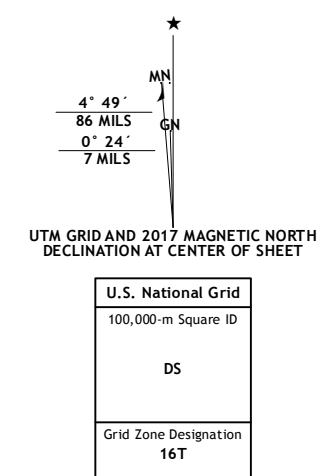 ★
MN
4° 49´
86 MILS
GN
0° 24´
7 MILS
UTM GRID AND 2017 MAGNETIC NORTH
DECLINATION AT CENTER OF SHEET
U.S. National Grid
100,000-m Square ID
DS
Grid Zone Designation
16T